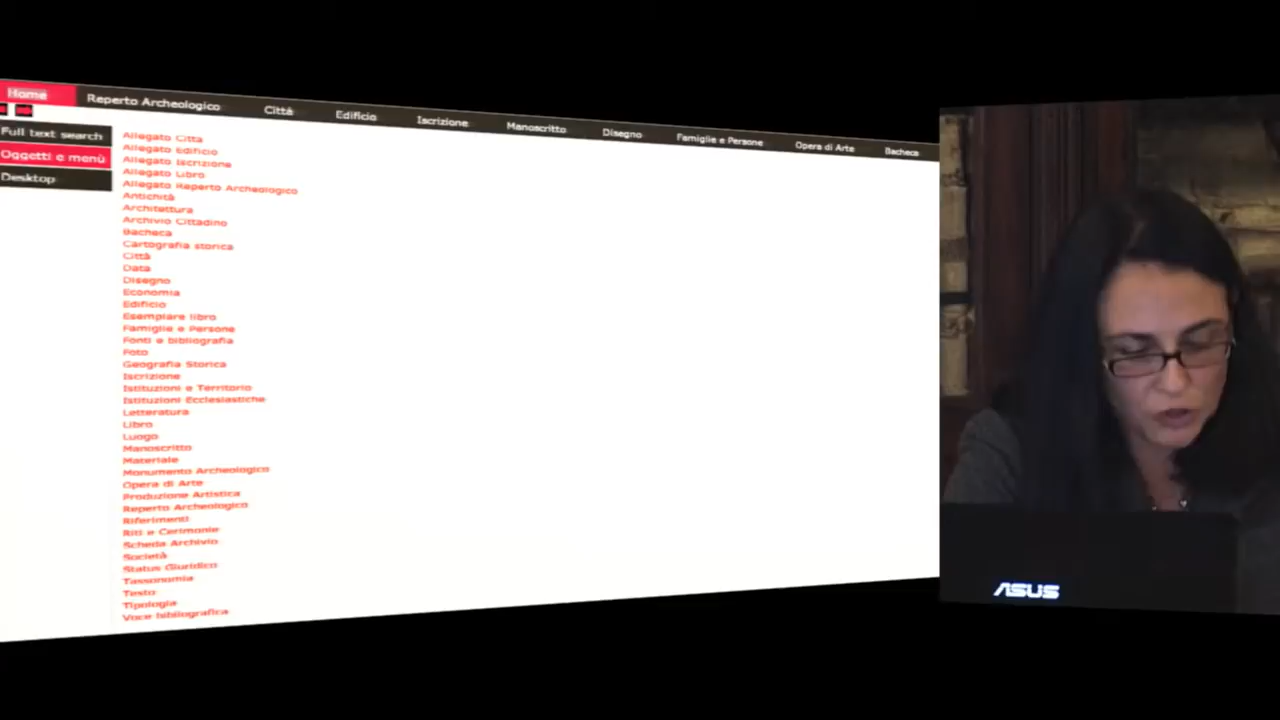 Home
Reperto Archeologico
Città
Edificio
Iscrizione
Manoscritto
Disegno
Famiglie e Persone
Opera di Arte
Bacheca
Full text search
Oggetti e menù
Desktop
Allegato Citta
Allegato Edificio
Allegato Iscrizione
Allegato Libro
Allegato Reperto Archeologico
Antichità
Architettura
Archivio Cittadino
Bacheca
Cartografia storica
Città
Data
Disegno
Economia
Edificio
Esemplare libro
Famiglie e Persone
Fonti e bibliografia
Foto
Geografia Storica
Iscrizione
Istituzioni e Territorio
Istituzioni Ecclesiastiche
Letteratura
Libro
Luogo
Manoscritto
Materiale
Monumento Archeologico
Opera di Arte
Produzione Artistica
Reperto Archeologico
Riferimenti
Riti e Cerimonie
Scheda Archivio
Società
Status Giuridico
Tassonomia
Testo
Tipologia
Voce bibliografica
ASUS